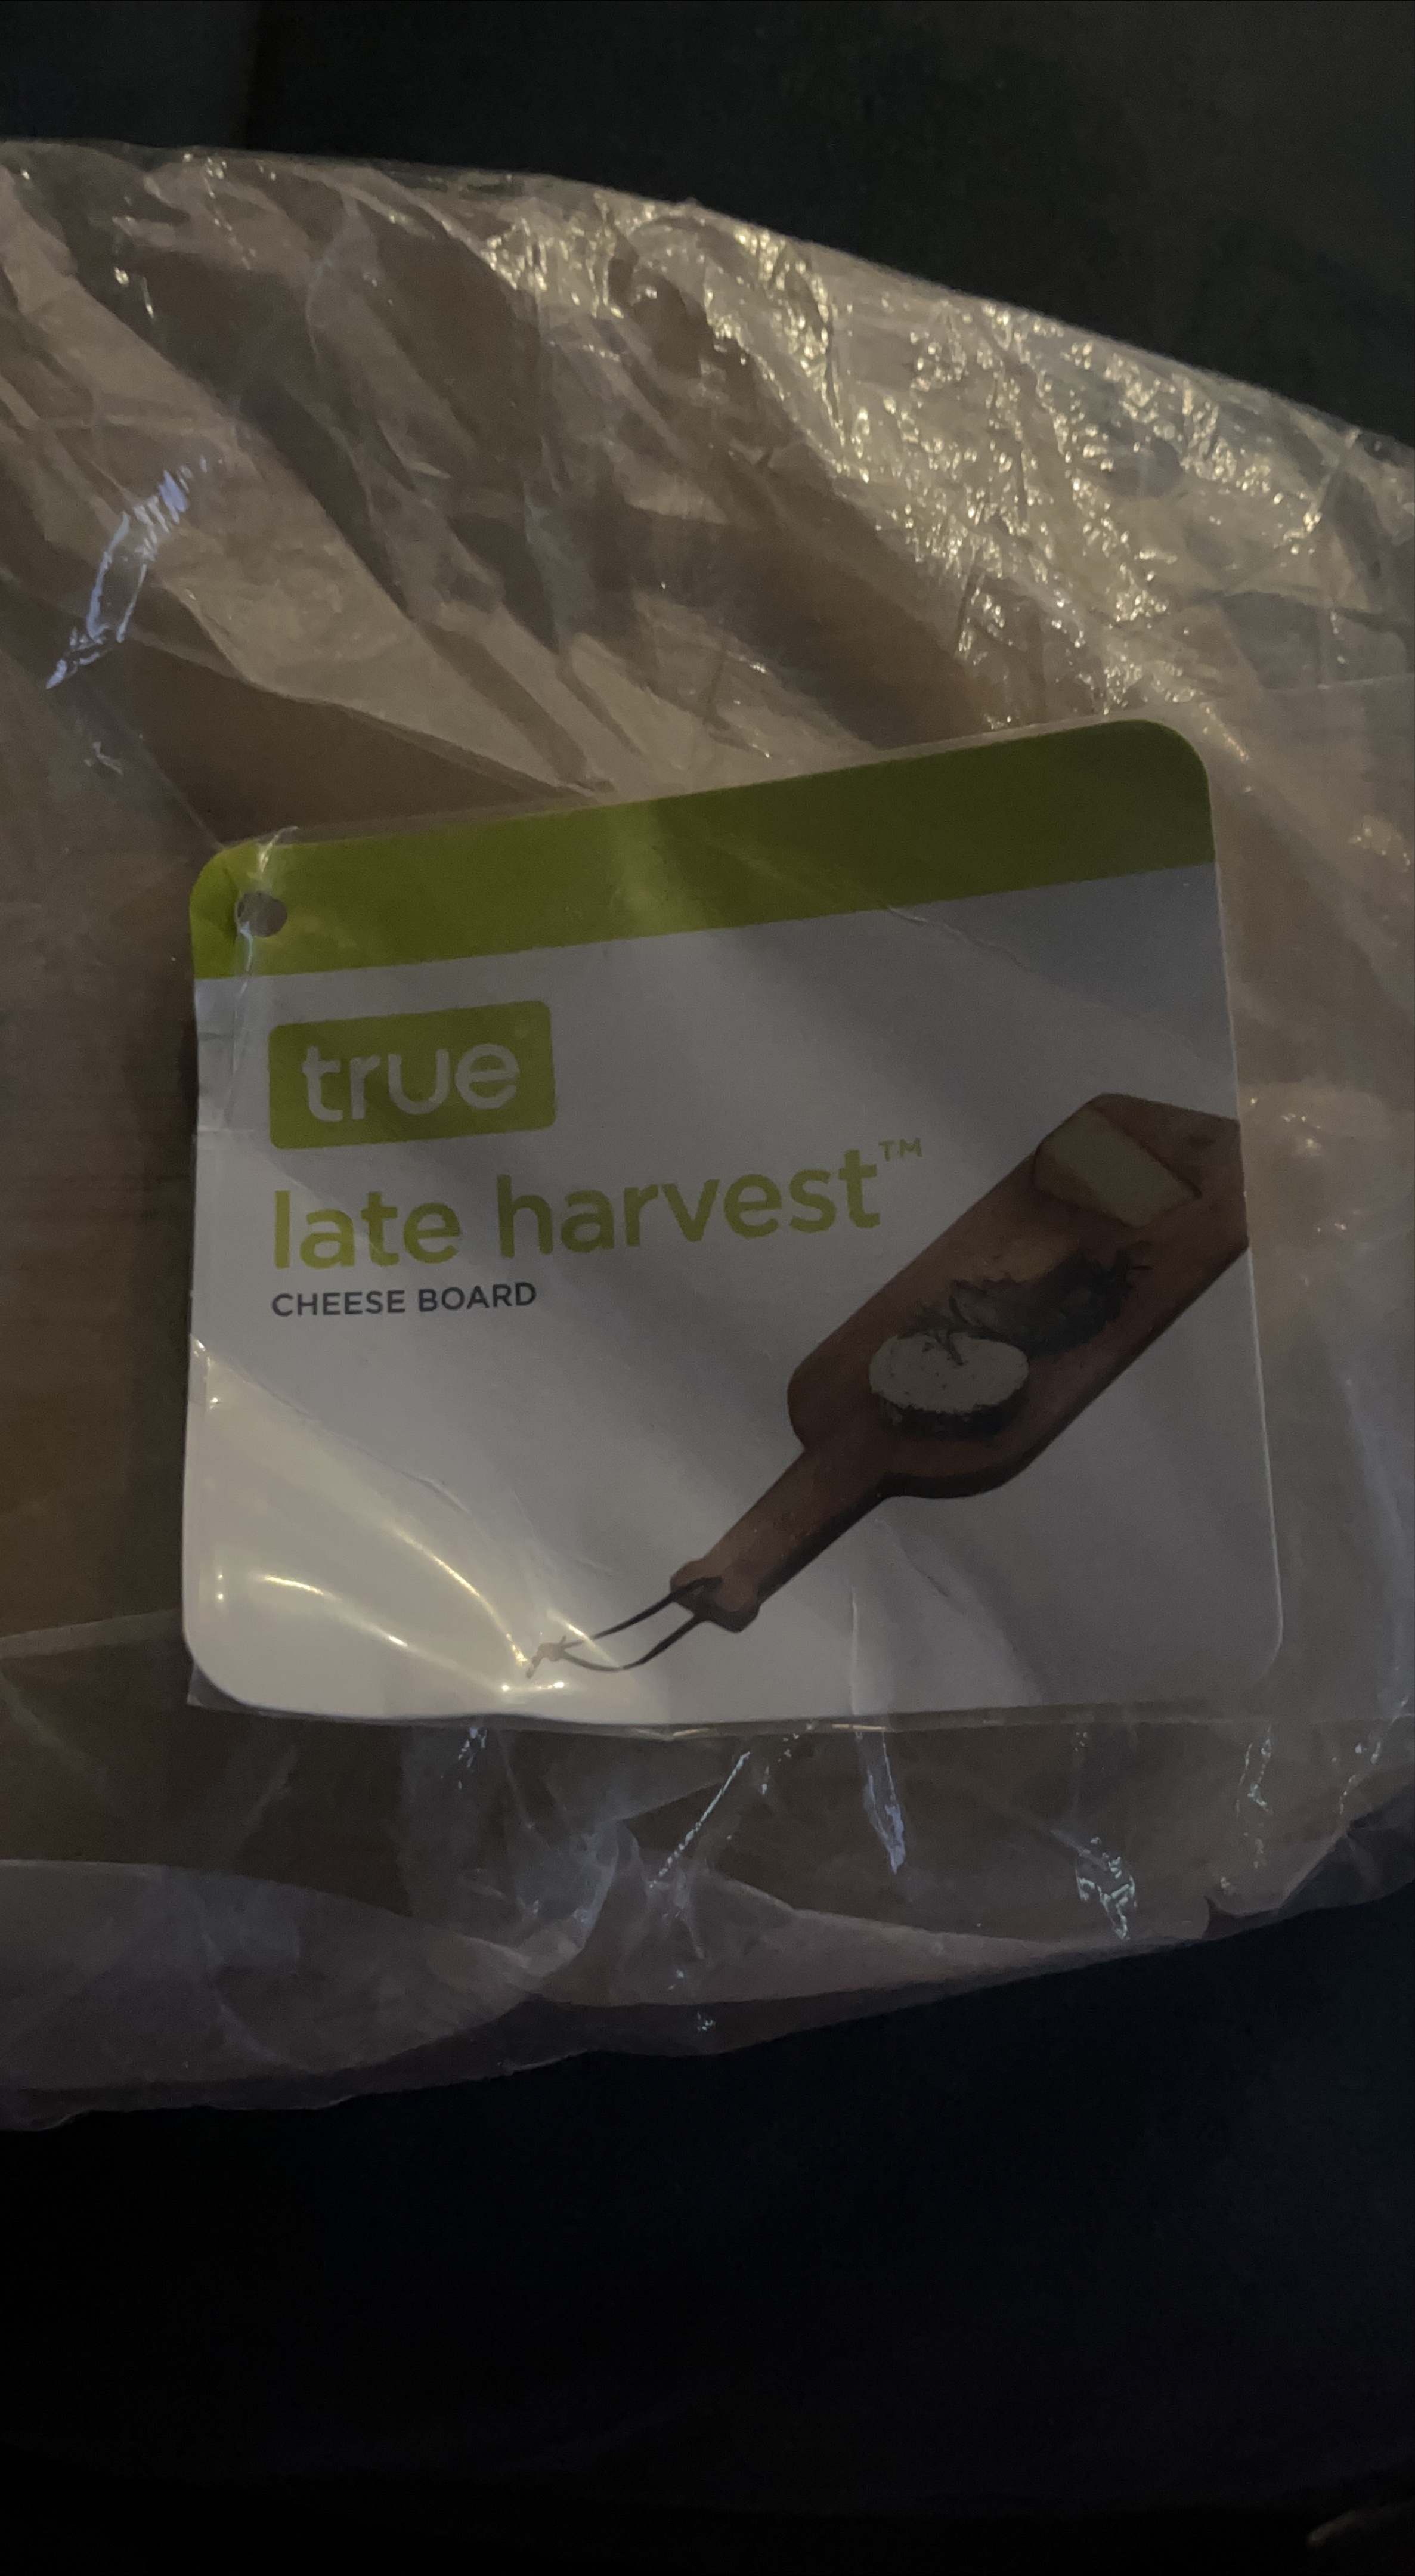 true
late harvest™
CHEESE BOARD